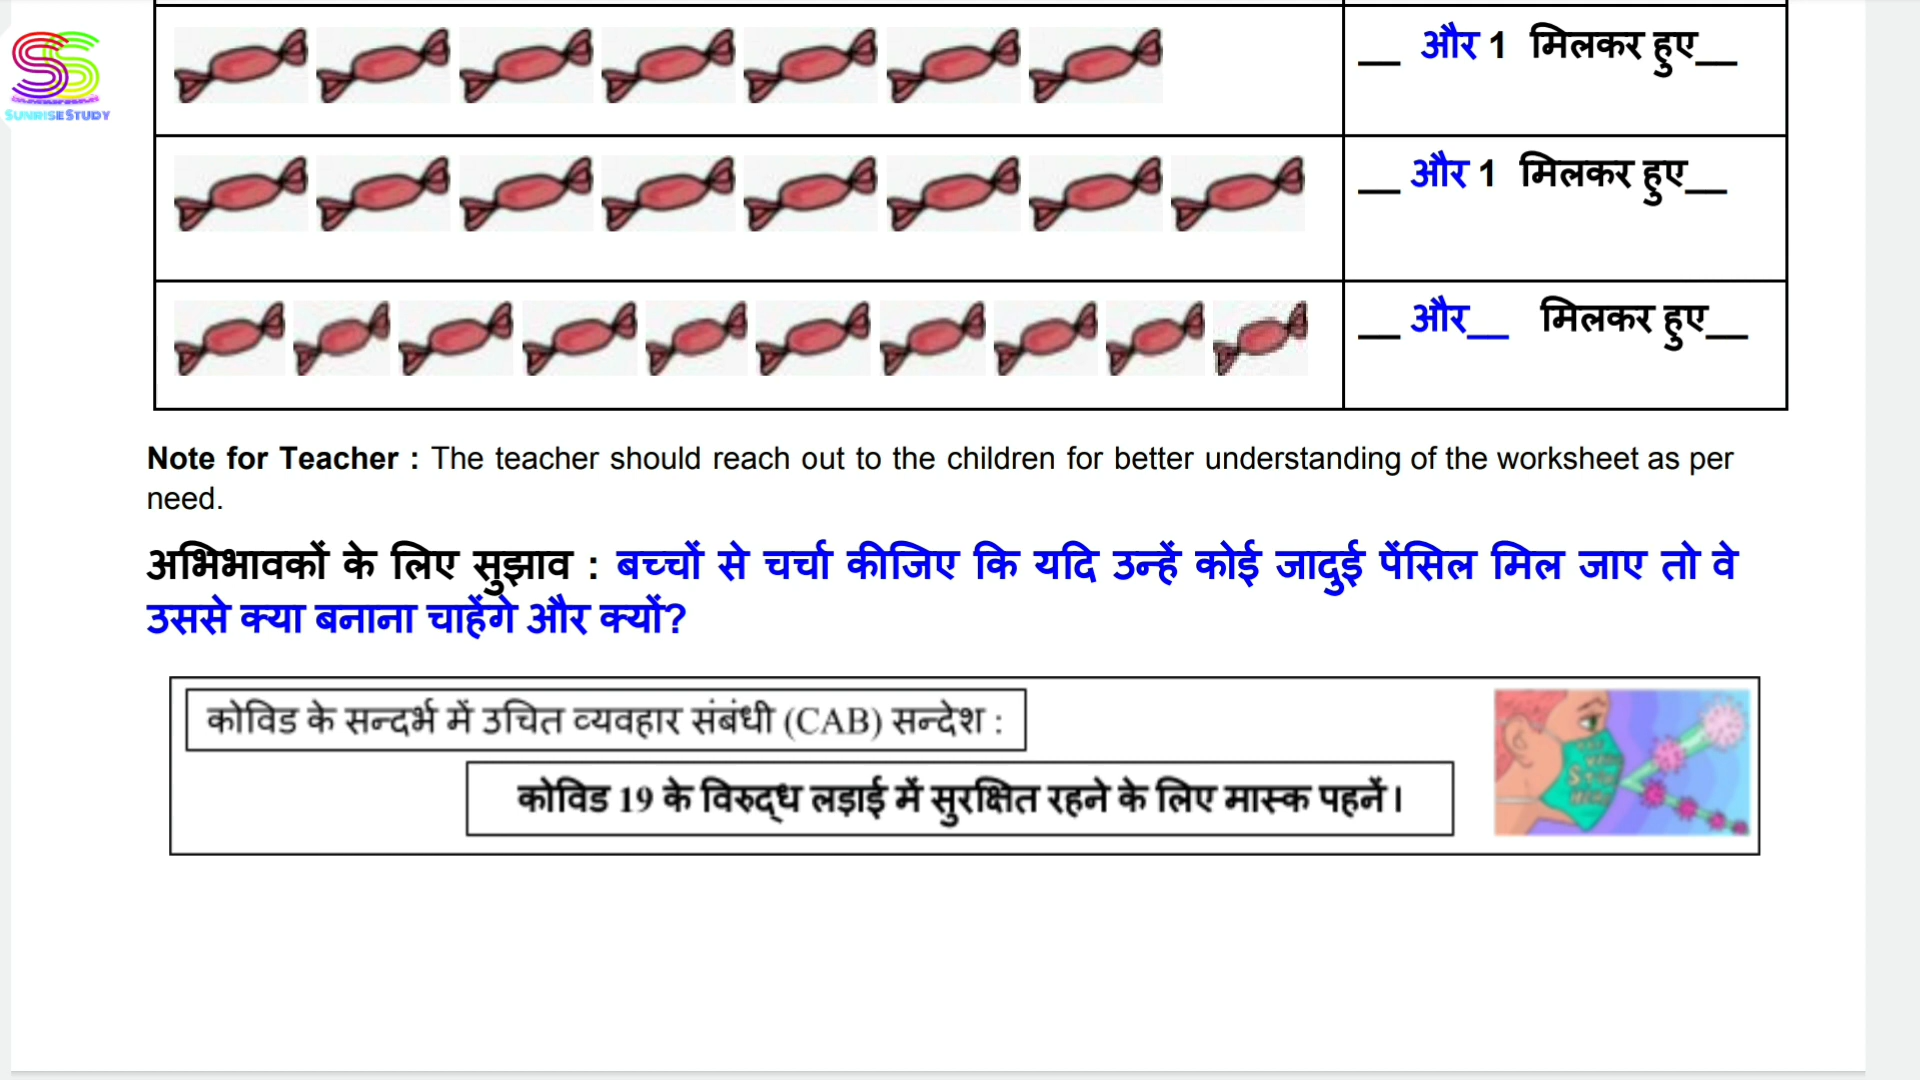 SUNRISESTUDY
__ और 1 मिलकर हुए__
__ और 1 मिलकर हुए__
__ और__ मिलकर हुए__
Note for Teacher : The teacher should reach out to the children for better understanding of the worksheet as per
need.
अभिभावकों के लिए सुझाव : बच्चों से चर्चा कीजिए कि यदि उन्हें कोई जादुई पेंसिल मिल जाए तो वे
उससे क्या बनाना चाहेंगे और क्यों?
कोविड के सन्दर्भ में उचित व्यवहार संबंधी (CAB) सन्देश :
कोविड 19 के विरुद्ध लड़ाई में सुरक्षित रहने के लिए मास्क पहनें।